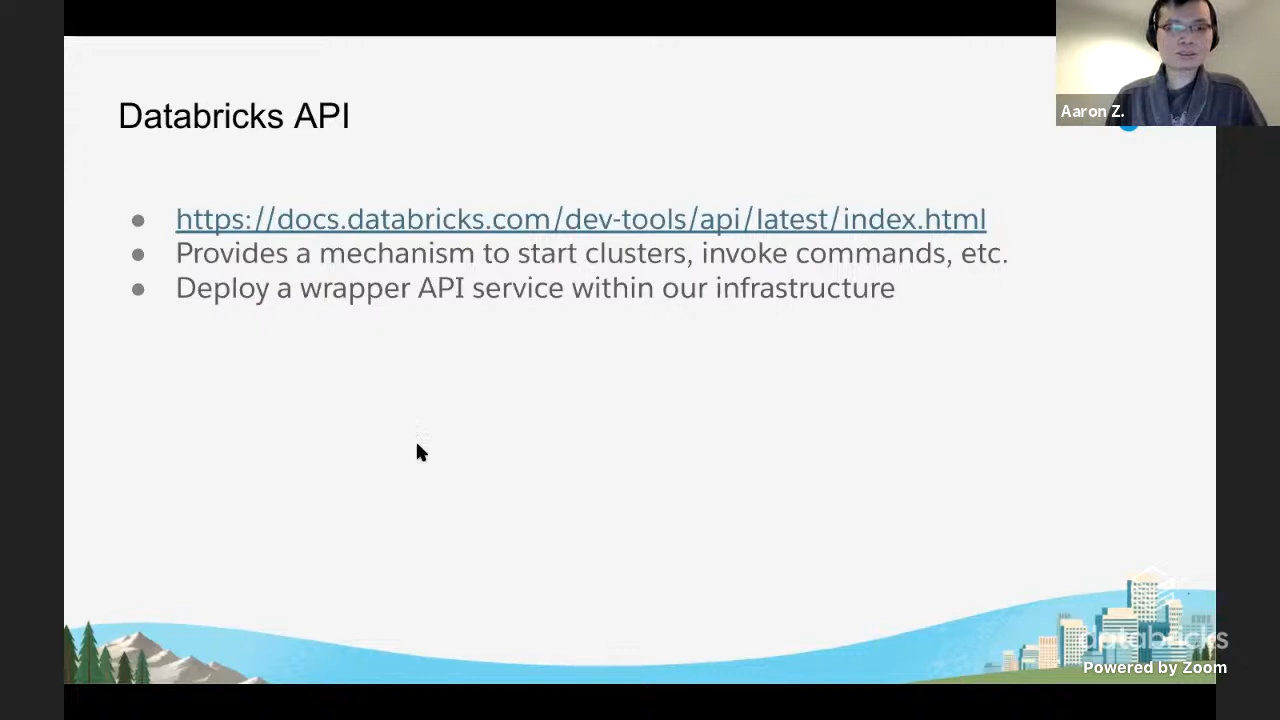 Aaron Z.
Databricks API
https://docs.databricks.com/dev-tools/api/latest/index.html
Provides a mechanism to start clusters, invoke commands, etc.
Deploy a wrapper API service within our infrastructure
databricks
Powered by Zoom